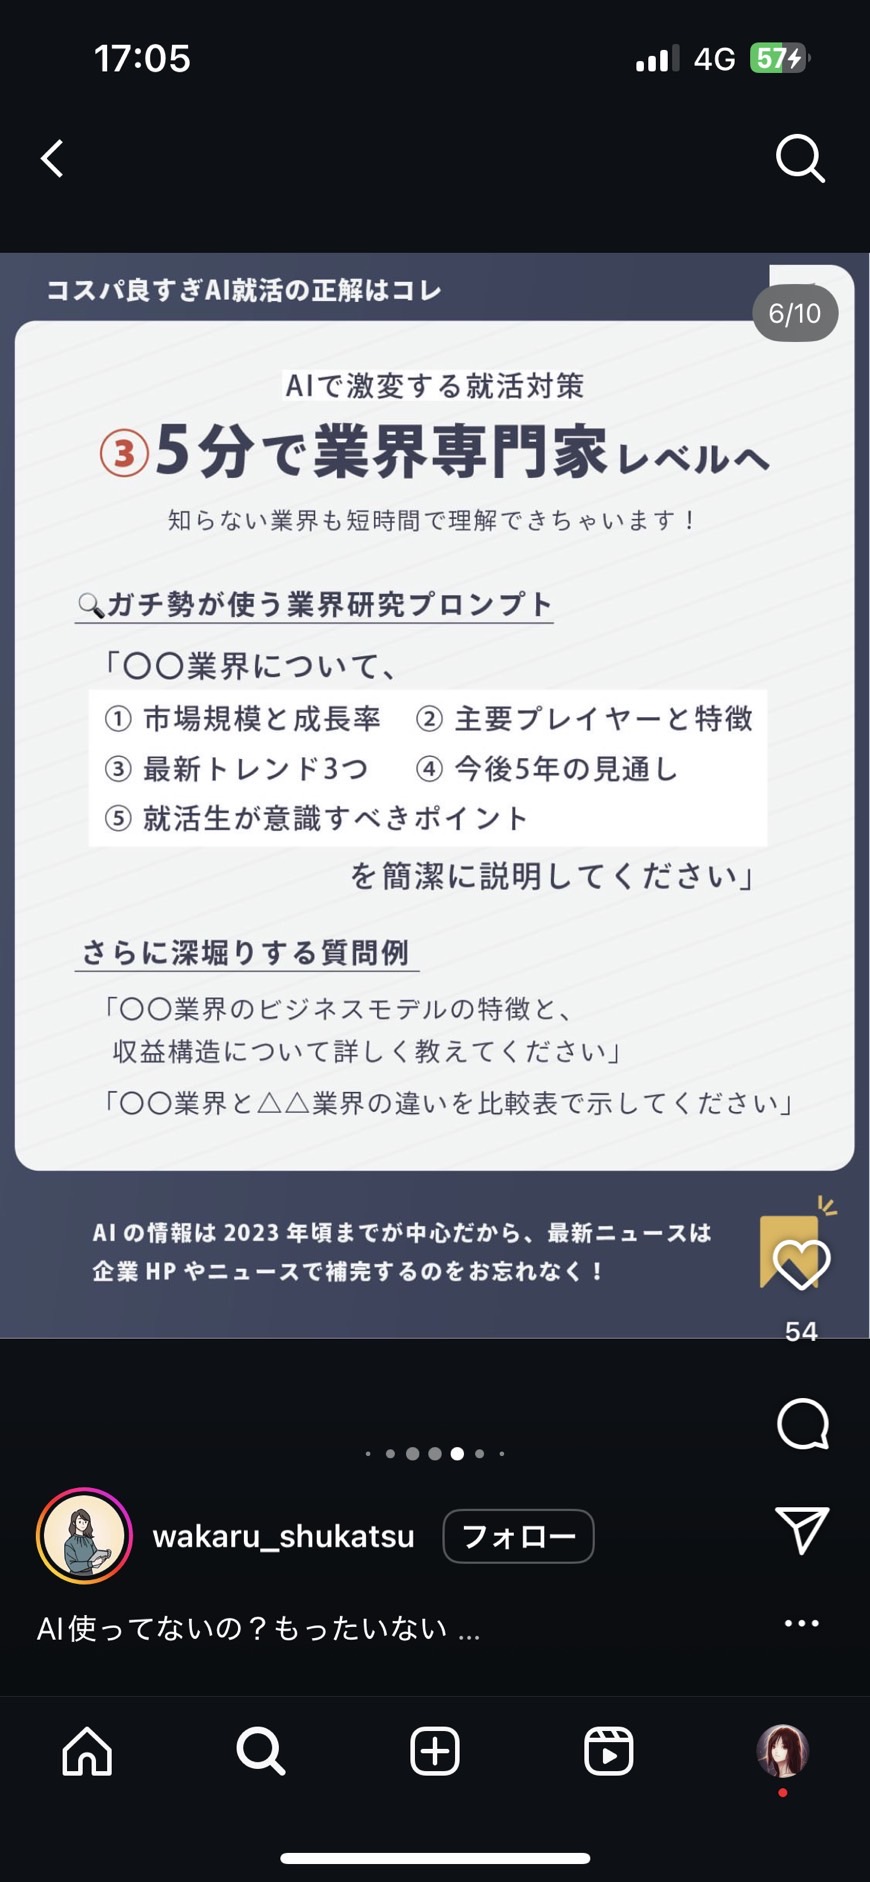 17:05
4G 57
コスパ良すぎAI就活の正解はコレ
6/10
AIで激変する就活対策
③5分で業界専門家レベルへ
知らない業界も短時間で理解できちゃいます！
ガチ勢が使う業界研究プロンプト
「〇〇業界について、
① 市場規模と成長率 ② 主要プレイヤーと特徴
③ 最新トレンド3つ ④ 今後5年の見通し
⑤ 就活生が意識すべきポイント
を簡潔に説明してください」
さらに深堀りする質問例
「〇〇業界のビジネスモデルの特徴と、
収益構造について詳しく教えてください」
「〇〇業界と△△業界の違いを比較表で示してください」
AI の情報は 2023 年頃までが中心だから、最新ニュースは
企業 HP やニュースで補完するのをお忘れなく！
54
wakaru_shukatsu フォロー
AI使ってないの？もったいない ...